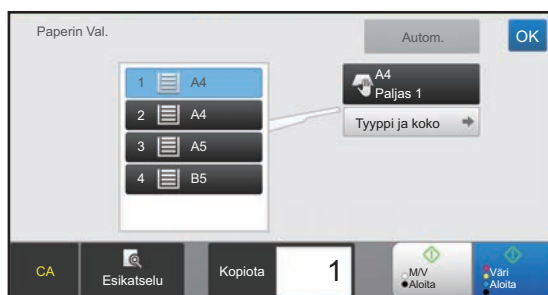 Paperin Val.
Autom.
OK
1 A4
2 A4
3 A5
4 B5
A4
Paljas 1
Tyyppi ja koko
CA
Esikatselu
Kopiota
1
M/V
Aloita
Väri
Aloita